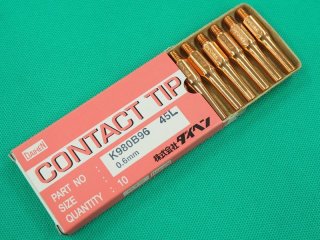 DAIHEN
CONTACT TIP
PART NO : K980B96 45L
SIZE : 0.6mm
QUANTITY : 10
株式会社ダイヘン